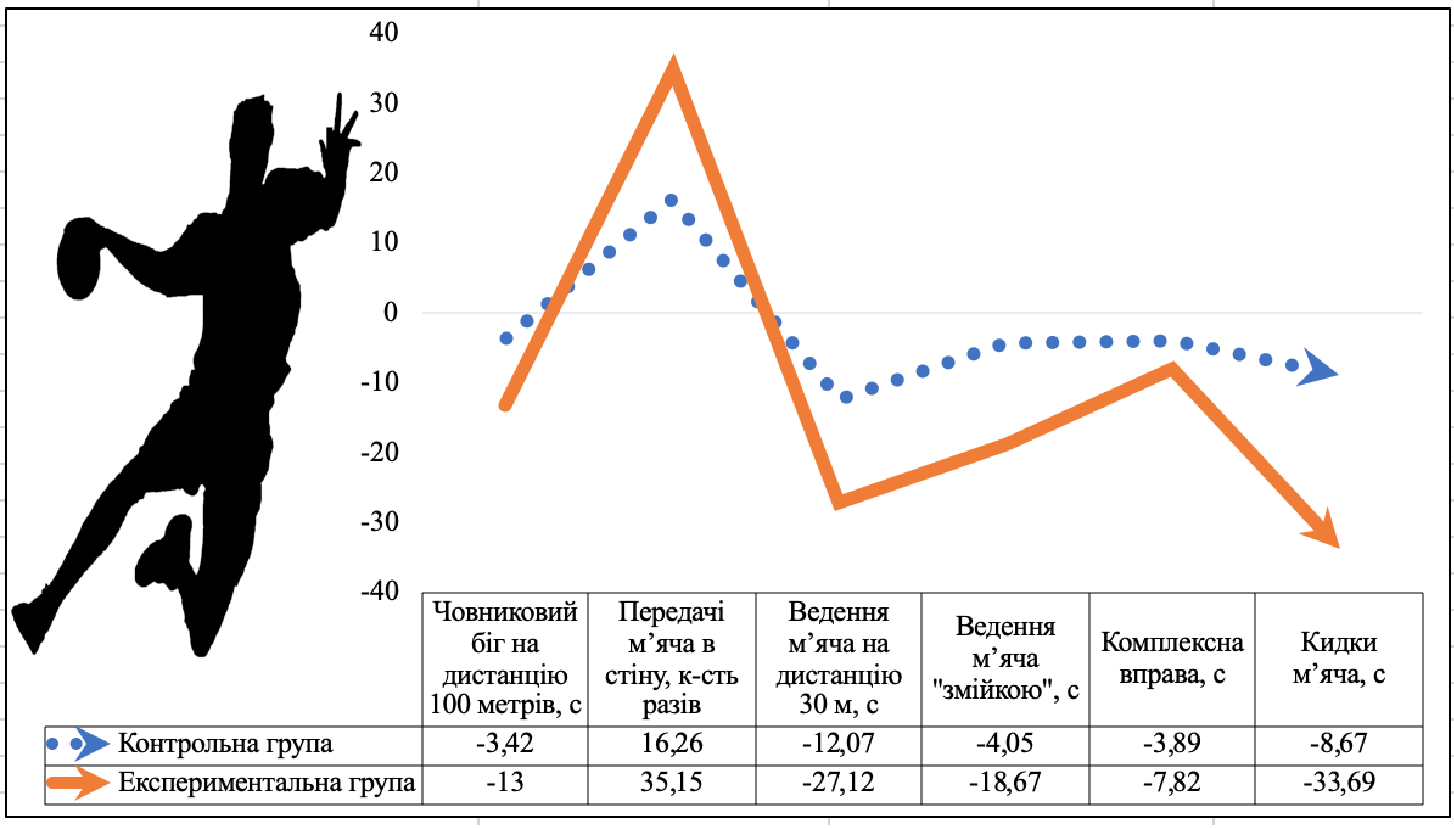 40
30
20
10
0
-10
-20
-30
-40
Човниковий
біг на
дистанцію
100 метрів, с
Передачі
м’яча в
стіну, к-сть
разів
Ведення
м’яча на
дистанцію
30 м, с
Ведення
м’яча
"змійкою", с
Комплексна
вправа, с
Кидки
м’яча, с
Контрольна група -3,42 16,26 -12,07 -4,05 -3,89 -8,67
Експериментальна група -13 35,15 -27,12 -18,67 -7,82 -33,69